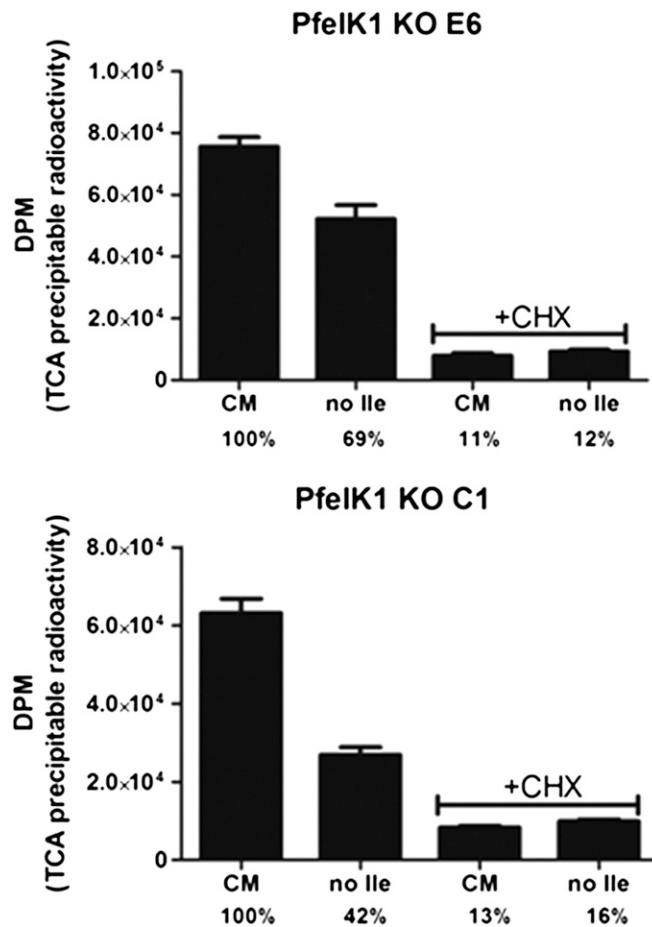 PfeIK1 KO E6
DPM
(TCA precipitable radioactivity)
1.0×10⁵
8.0×10⁴
6.0×10⁴
4.0×10⁴
2.0×10⁴
0
+CHX
CM no Ile CM no Ile
100% 69% 11% 12%
PfeIK1 KO C1
DPM
(TCA precipitable radioactivity)
8.0×10⁴
6.0×10⁴
4.0×10⁴
2.0×10⁴
0
+CHX
CM no Ile CM no Ile
100% 42% 13% 16%